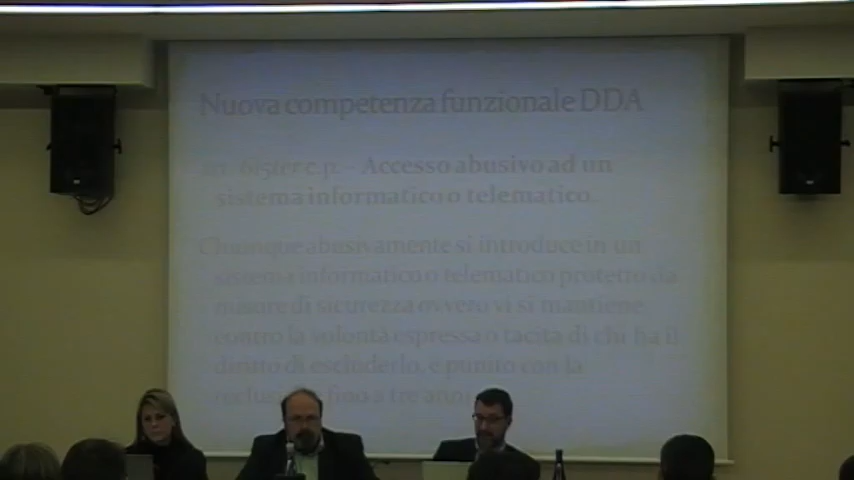 Nuova competenza funzionale DDA
art. 615ter c.p. - Accesso abusivo ad un
sistema informatico o telematico.
Chiunque abusivamente si introduce in un
sistema informatico o telematico protetto da
misure di sicurezza ovvero vi si mantiene
contro la volontà espressa o tacita di chi ha il
diritto di escluderlo, è punito con la
reclusione fino a tre anni